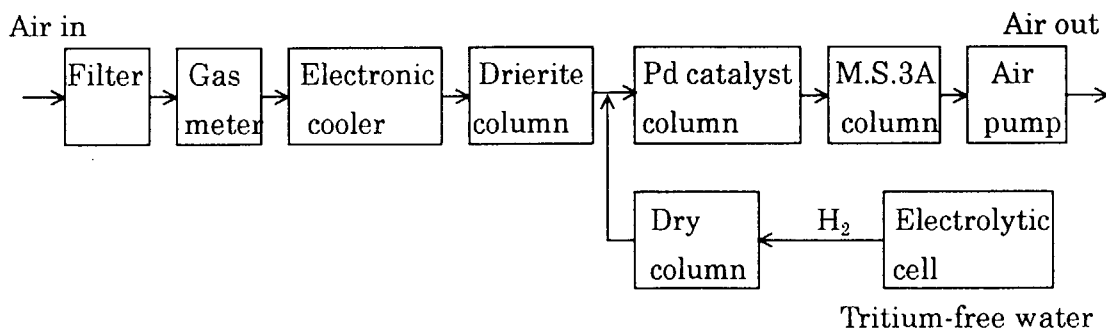 Air in
Air out
Filter
Gas
meter
Electronic
cooler
Drierite
column
Pd catalyst
column
M.S.3A
column
Air
pump
Dry
column
H₂
Electrolytic
cell
Tritium-free water